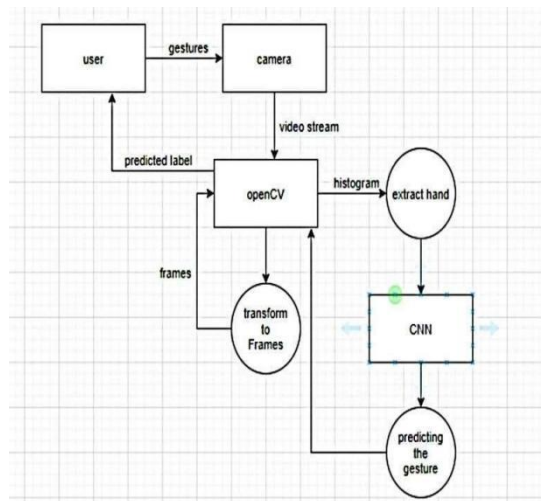 user
gestures
camera
video stream
predicted label
openCV
histogram
extract hand
frames
transform
to
Frames
CNN
predicting
the
gesture